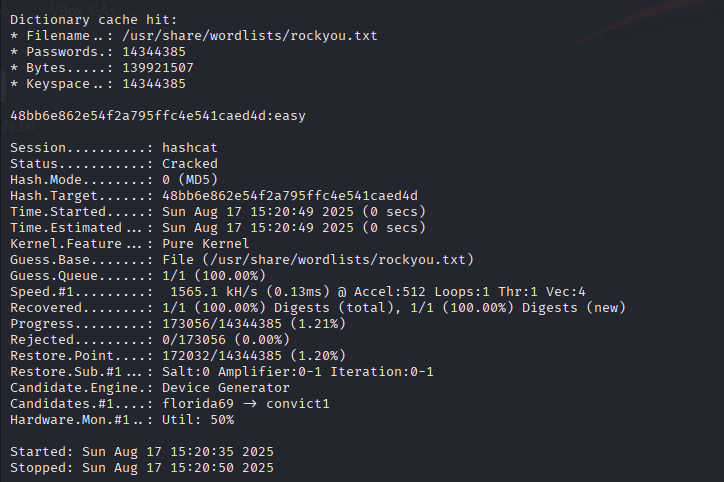 VBox_GAs
Dictionary cache hit:
* Filename..: /usr/share/wordlists/rockyou.txt
* Passwords.: 14344385
* Bytes.....: 139921507
* Keyspace..: 14344385
48bb6e862e54f2a795ffc4e541caed4d:easy
ds.txt
Session..........: hashcat
Status...........: Cracked
Hash.Mode........: 0 (MD5)
Hash.Target......: 48bb6e862e54f2a795ffc4e541caed4d
Time.Started.....: Sun Aug 17 15:20:49 2025 (0 secs)
Time.Estimated...: Sun Aug 17 15:20:49 2025 (0 secs)
Kernel.Feature...: Pure Kernel
Guess.Base.......: File (/usr/share/wordlists/rockyou.txt)
Guess.Queue......: 1/1 (100.00%)
Speed.#1.........:  1565.1 kH/s (0.13ms) @ Accel:512 Loops:1 Thr:1 Vec:4
Recovered........: 1/1 (100.00%) Digests (total), 1/1 (100.00%) Digests (new)
Progress.........: 173056/14344385 (1.21%)
Rejected.........: 0/173056 (0.00%)
Restore.Point....: 172032/14344385 (1.20%)
Restore.Sub.#1...: Salt:0 Amplifier:0-1 Iteration:0-1
Candidate.Engine.: Device Generator
Candidates.#1....: florida69 -> convict1
Hardware.Mon.#1..: Util: 50%
Started: Sun Aug 17 15:20:35 2025
Stopped: Sun Aug 17 15:20:50 2025